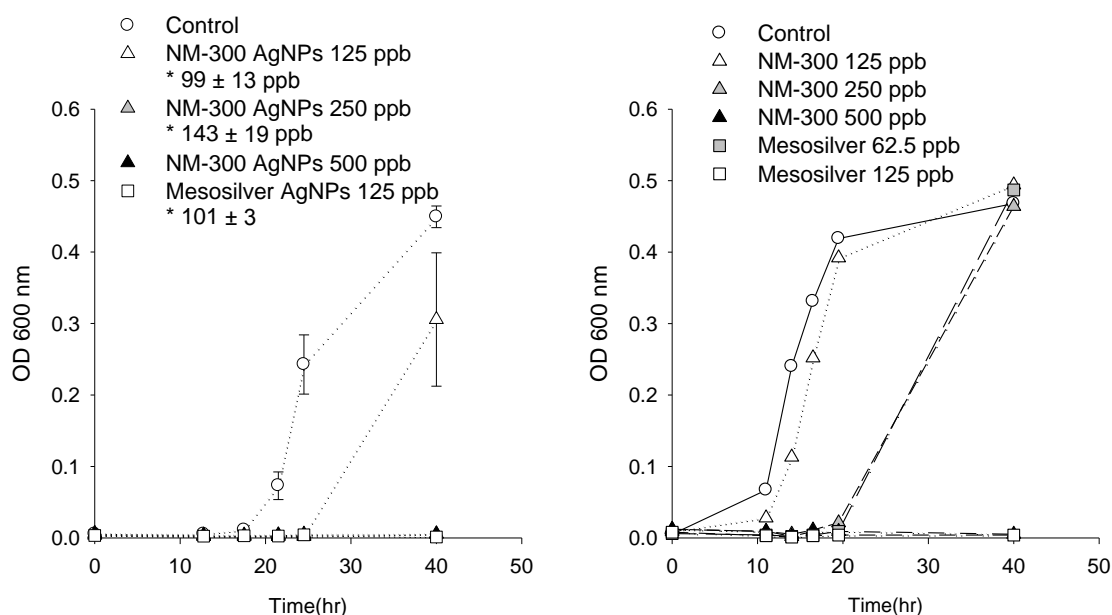 Control
NM-300 AgNPs 125 ppb
* 99 ± 13 ppb
NM-300 AgNPs 250 ppb
* 143 ± 19 ppb
NM-300 AgNPs 500 ppb
Mesosilver AgNPs 125 ppb
* 101 ± 3
OD 600 nm
0.6
0.5
0.4
0.3
0.2
0.1
0.0
0
10
20
30
40
50
Time(hr)
Control
NM-300 125 ppb
NM-300 250 ppb
NM-300 500 ppb
Mesosilver 62.5 ppb
Mesosilver 125 ppb
OD 600 nm
0.6
0.5
0.4
0.3
0.2
0.1
0.0
0
10
20
30
40
50
Time(hr)